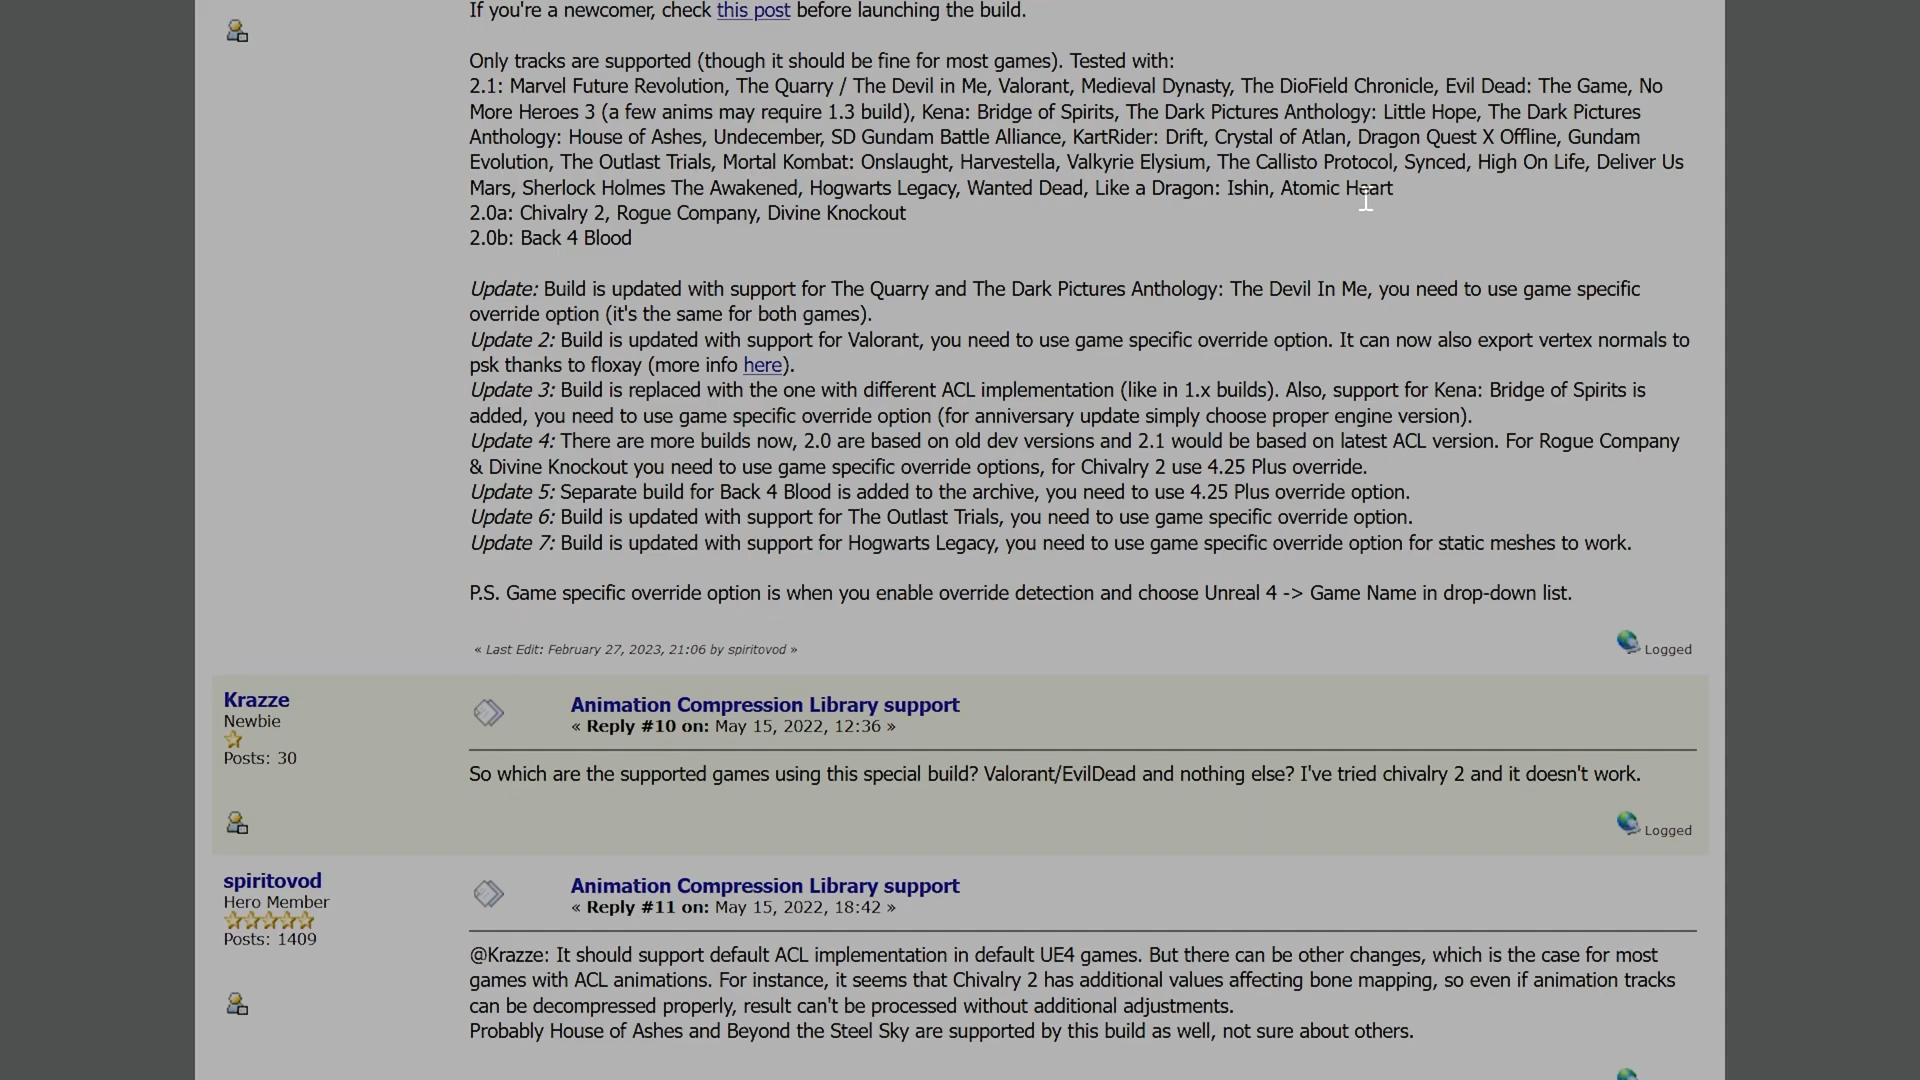 If you're a newcomer, check this post before launching the build.
Only tracks are supported (though it should be fine for most games). Tested with:
2.1: Marvel Future Revolution, The Quarry / The Devil in Me, Valorant, Medieval Dynasty, The DioField Chronicle, Evil Dead: The Game, No
More Heroes 3 (a few anims may require 1.3 build), Kena: Bridge of Spirits, The Dark Pictures Anthology: Little Hope, The Dark Pictures
Anthology: House of Ashes, Undecember, SD Gundam Battle Alliance, KartRider: Drift, Crystal of Atlan, Dragon Quest X Offline, Gundam
Evolution, The Outlast Trials, Mortal Kombat: Onslaught, Harvestella, Valkyrie Elysium, The Callisto Protocol, Synced, High On Life, Deliver Us
Mars, Sherlock Holmes The Awakened, Hogwarts Legacy, Wanted Dead, Like a Dragon: Ishin, Atomic Heart
2.0a: Chivalry 2, Rogue Company, Divine Knockout
2.0b: Back 4 Blood
Update: Build is updated with support for The Quarry and The Dark Pictures Anthology: The Devil In Me, you need to use game specific
override option (it's the same for both games).
Update 2: Build is updated with support for Valorant, you need to use game specific override option. It can now also export vertex normals to
psk thanks to floxay (more info here).
Update 3: Build is replaced with the one with different ACL implementation (like in 1.x builds). Also, support for Kena: Bridge of Spirits is
added, you need to use game specific override option (for anniversary update simply choose proper engine version).
Update 4: There are more builds now, 2.0 are based on old dev versions and 2.1 would be based on latest ACL version. For Rogue Company
& Divine Knockout you need to use game specific override options, for Chivalry 2 use 4.25 Plus override.
Update 5: Separate build for Back 4 Blood is added to the archive, you need to use 4.25 Plus override option.
Update 6: Build is updated with support for The Outlast Trials, you need to use game specific override option.
Update 7: Build is updated with support for Hogwarts Legacy, you need to use game specific override option for static meshes to work.
P.S. Game specific override option is when you enable override detection and choose Unreal 4 -> Game Name in drop-down list.
« Last Edit: February 27, 2023, 21:06 by spiritovod »
Logged
Krazze
Newbie
Posts: 30
Animation Compression Library support
« Reply #10 on: May 15, 2022, 12:36 »
So which are the supported games using this special build? Valorant/EvilDead and nothing else? I've tried chivalry 2 and it doesn't work.
Logged
spiritovod
Hero Member
Posts: 1409
Animation Compression Library support
« Reply #11 on: May 15, 2022, 18:42 »
@Krazze: It should support default ACL implementation in default UE4 games. But there can be other changes, which is the case for most
games with ACL animations. For instance, it seems that Chivalry 2 has additional values affecting bone mapping, so even if animation tracks
can be decompressed properly, result can't be processed without additional adjustments.
Probably House of Ashes and Beyond the Steel Sky are supported by this build as well, not sure about others.